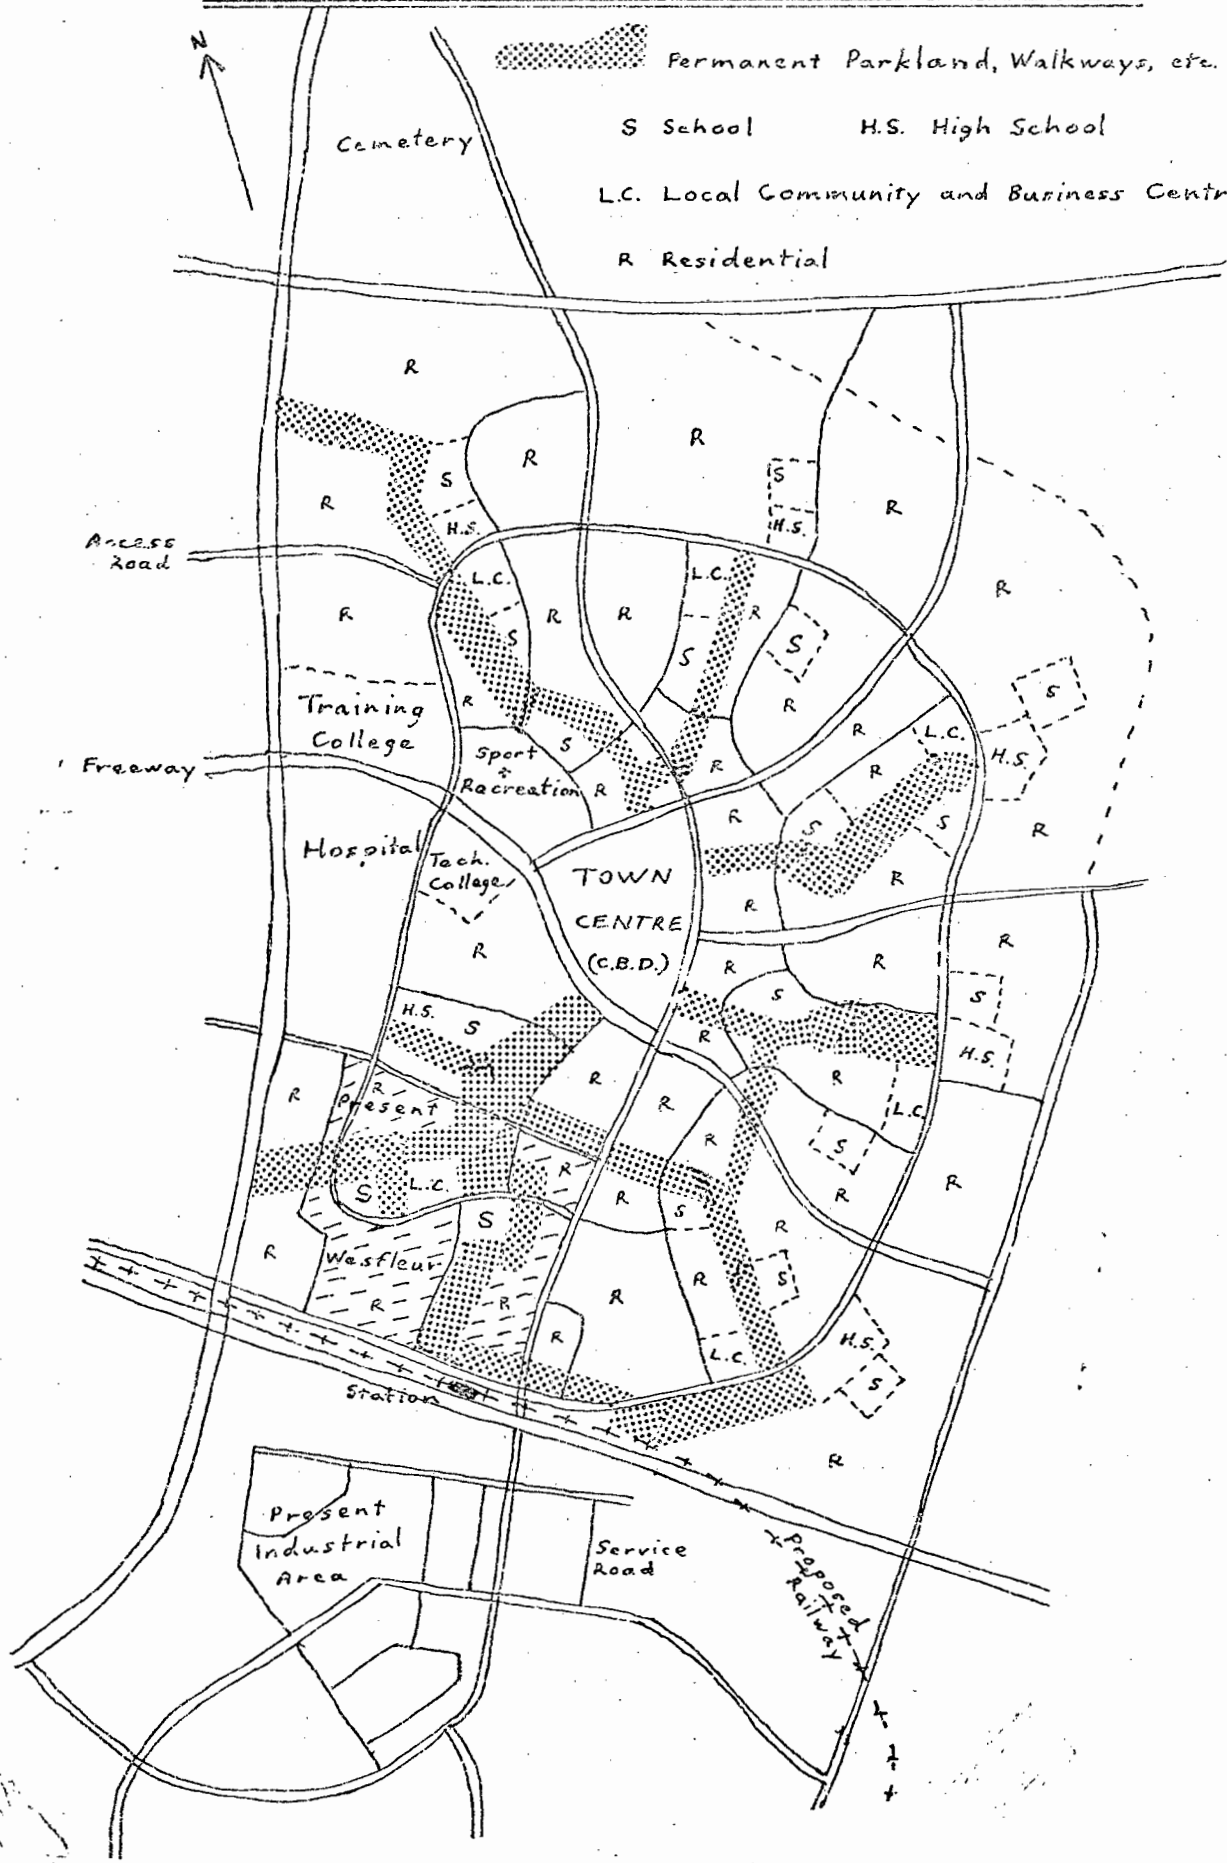 N
Permanent Parkland, Walkways, etc.
S School H.S. High School
L.C. Local Community and Business Centr
R Residential
Cemetery
R
R
R
R
S
S
R
R
H.S.
H.S.
Access
Road
L.C.
L.C.
R
R
R
R
R
S
S
S
S
Training
College
R
R
R
L.C.
H.S.
Freeway
Sport
+
Recreation
S
R
R
R
R
S
S
R
Hospital
Tech.
College
TOWN
CENTRE
(C.B.D.)
R
R
R
R
R
R
S
S
H.S.
S
R
H.S.
R
R
R
R
Present
R
L.C.
R
S
S
L.C.
R
R
S
R
R
S
R
R
Wesfleur
R
R
R
R
R
S
R
L.C.
H.S.
S
Station
R
Present
Industrial
Area
Service
Road
Proposed
Railway